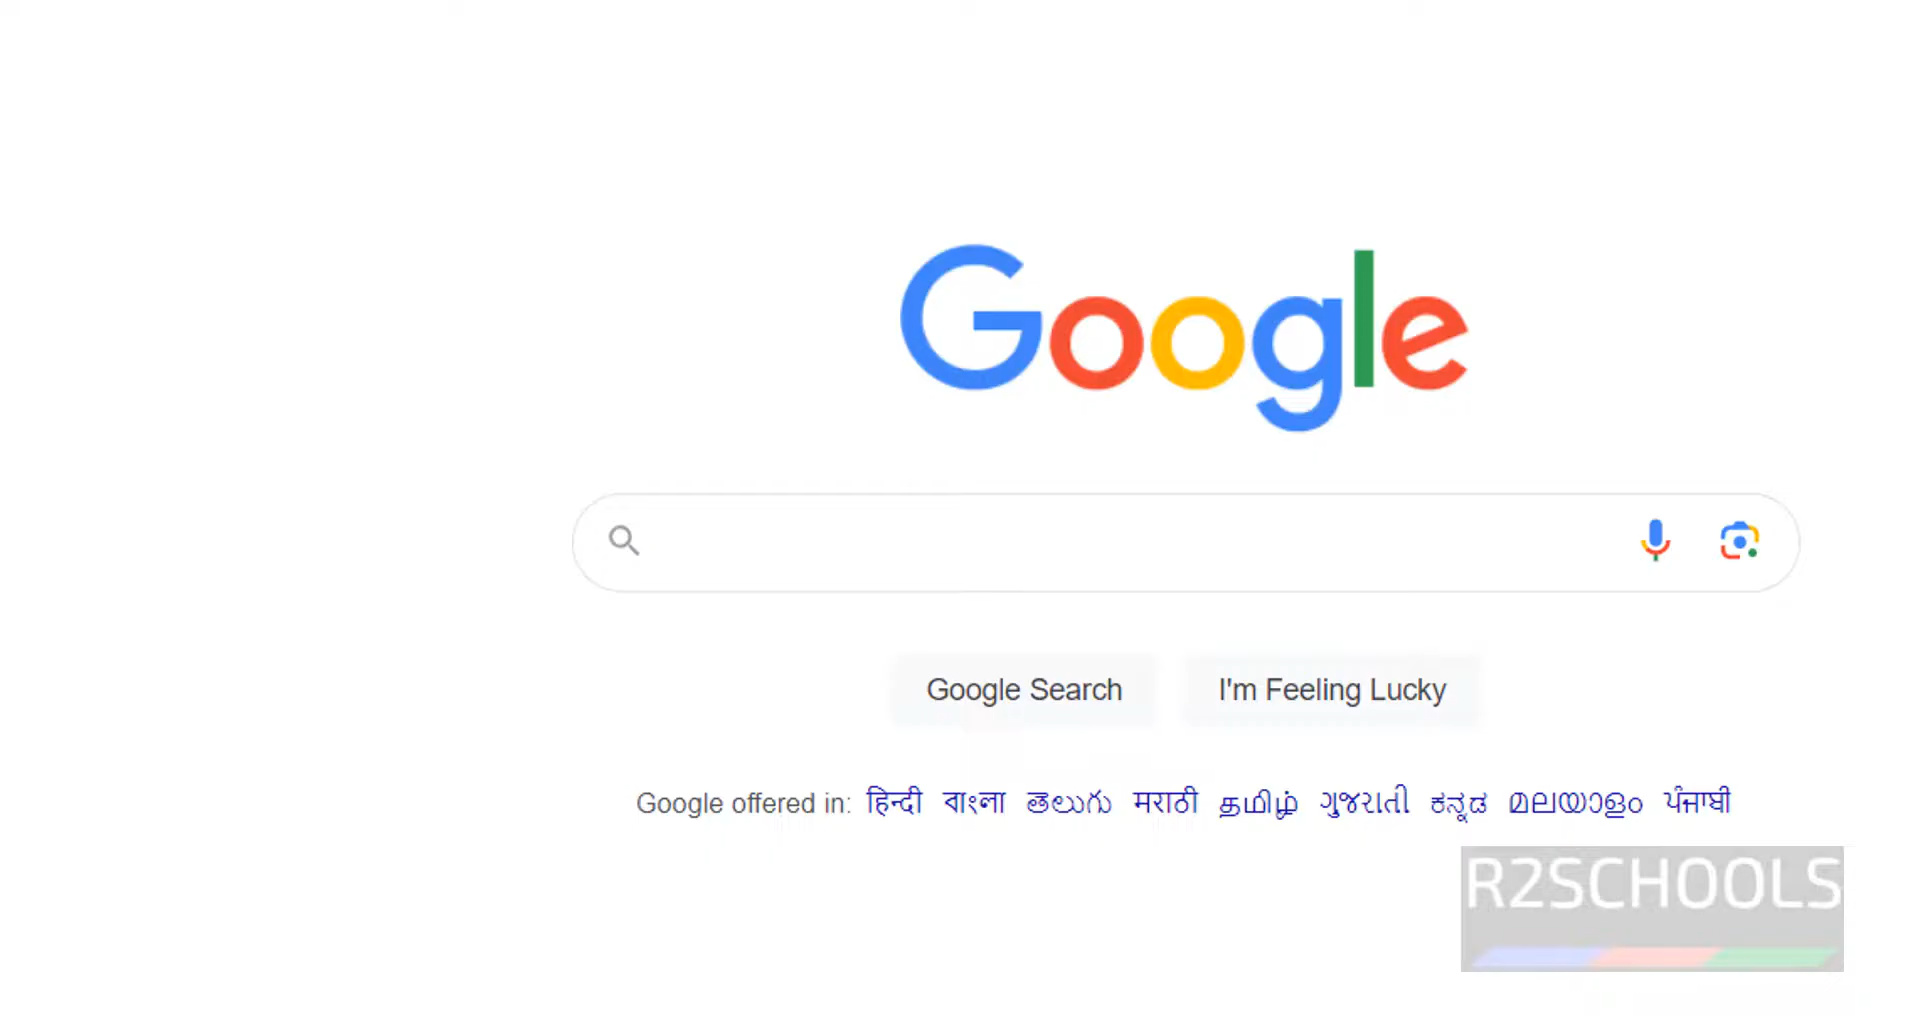 Google
Google Search I'm Feeling Lucky
Google offered in: हिन्दी বাংলা తెలుగు मराठी தமிழ் ગુજરાતી ಕನ್ನಡ മലയാളം ਪੰਜਾਬੀ
R2SCHOOLS